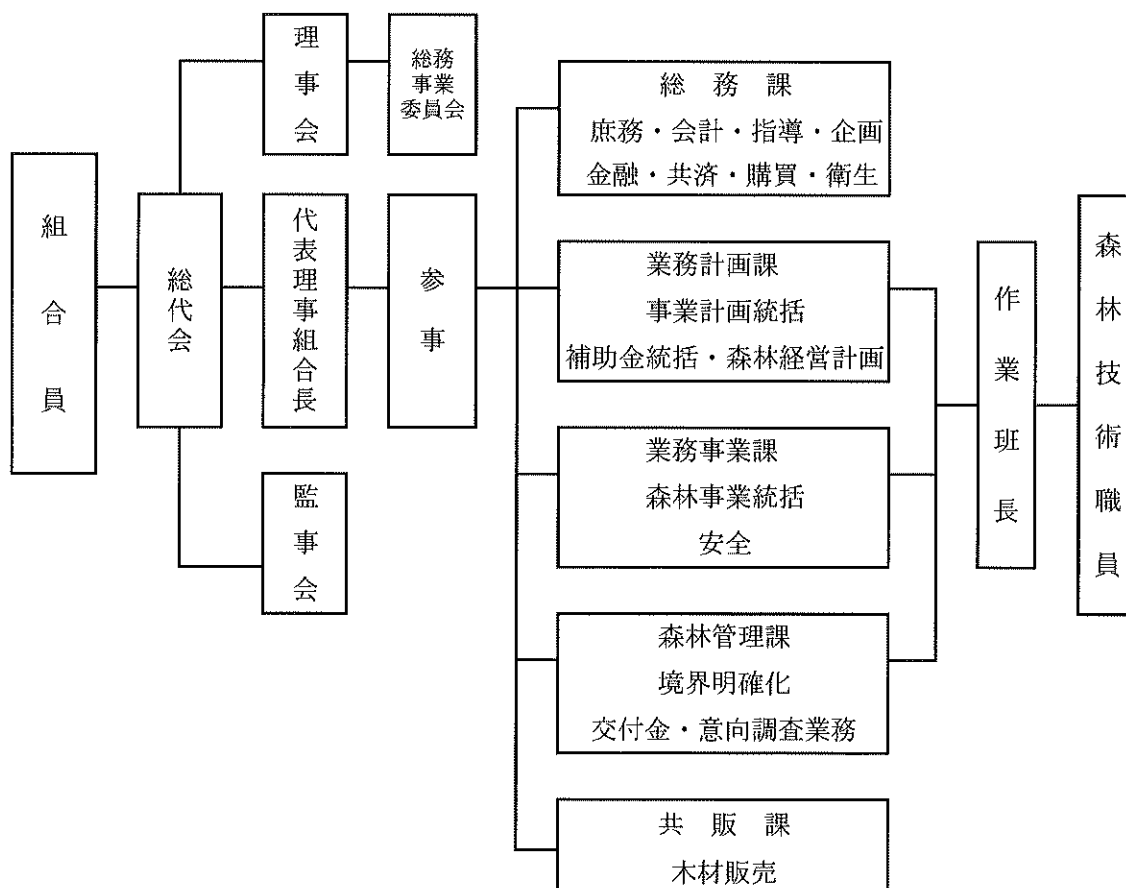 組合員
総代会
理事会
総務
事業
委員会
代表理事組合長
参事
監事会
総務課
庶務・会計・指導・企画
金融・共済・購買・衛生
業務計画課
事業計画統括
補助金統括・森林経営計画
業務事業課
森林事業統括
安全
森林管理課
境界明確化
交付金・意向調査業務
共販課
木材販売
作業班長
森林技術職員